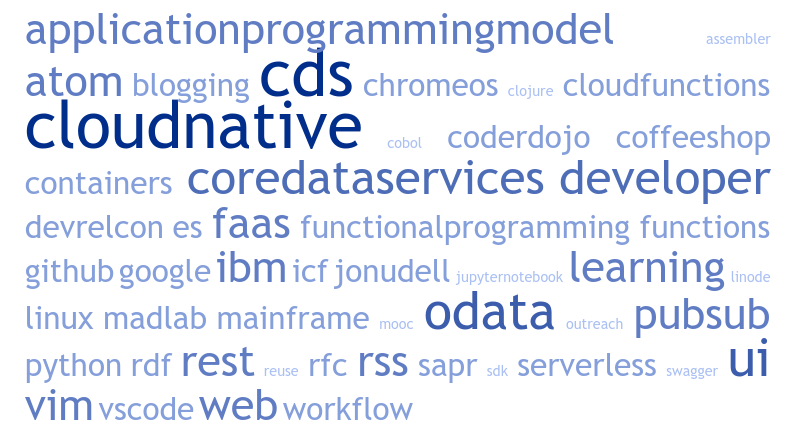 applicationprogrammingmodel assembler
atom blogging cds chromeos clojure cloudfunctions
cloudnative cobol coderdojo coffeeshop
containers coredataservices developer
devrelcon es faas functionalprogramming functions
github google ibm icf jonudell jupyternotebook learning linode
linux madlab mainframe mooc odata outreach pubsub
python rdf rest reuse rfc rss sapr sdk serverless swagger ui
vim vscode web workflow